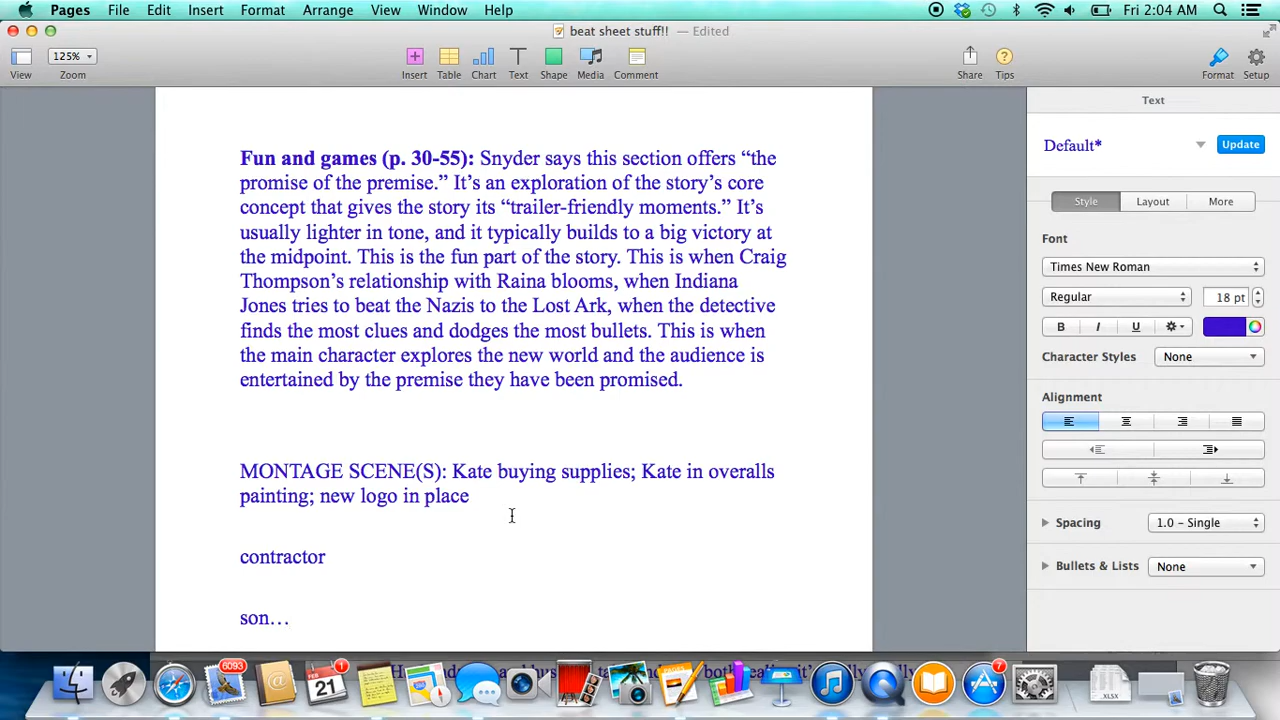 Pages File Edit Insert Format Arrange View Window Help Fri 2:04 AM
beat sheet stuff!! — Edited
125%
View Zoom Insert Table Chart Text Shape Media Comment Share Tips Format Setup
Text
Default* Update
Style Layout More
Font
Times New Roman
Regular 18 pt
B I U
Character Styles None
Alignment
Spacing 1.0 - Single
Bullets & Lists None
Fun and games (p. 30-55): Snyder says this section offers “the
promise of the premise.” It’s an exploration of the story’s core
concept that gives the story its “trailer-friendly moments.” It’s
usually lighter in tone, and it typically builds to a big victory at
the midpoint. This is the fun part of the story. This is when Craig
Thompson’s relationship with Raina blooms, when Indiana
Jones tries to beat the Nazis to the Lost Ark, when the detective
finds the most clues and dodges the most bullets. This is when
the main character explores the new world and the audience is
entertained by the premise they have been promised.
MONTAGE SCENE(S): Kate buying supplies; Kate in overalls
painting; new logo in place
contractor
son…
6093
FEB 1
21
7
.XLSX